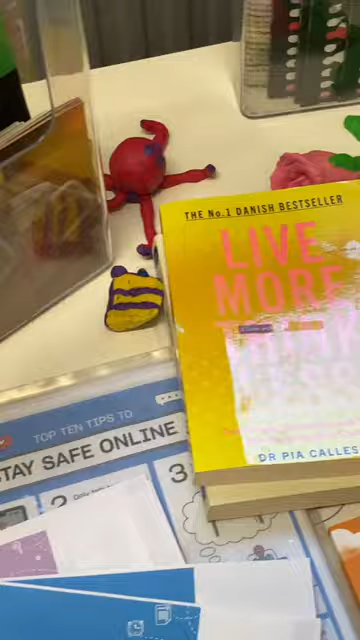 THE No.1 DANISH BESTSELLER
LIVE
MORE
DR PIA CALLES
TOP TEN TIPS TO
STAY SAFE ONLINE
2
3